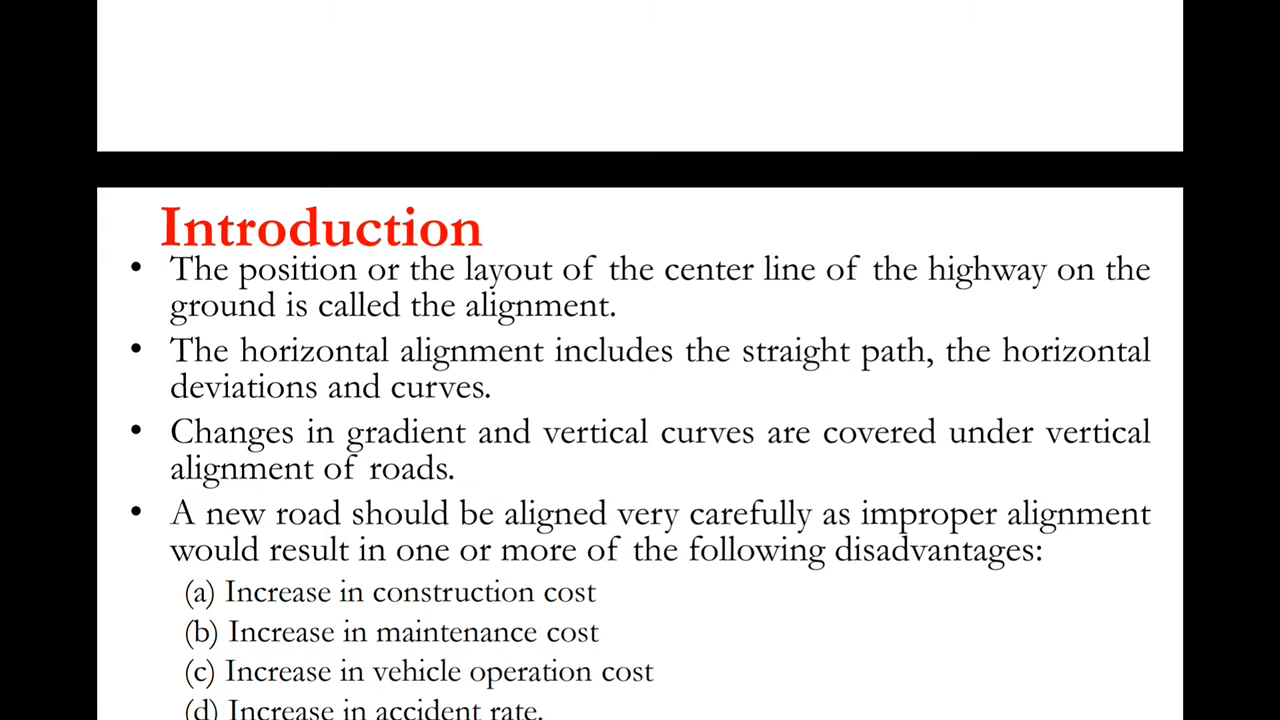 Introduction
• The position or the layout of the center line of the highway on the
ground is called the alignment.
• The horizontal alignment includes the straight path, the horizontal
deviations and curves.
• Changes in gradient and vertical curves are covered under vertical
alignment of roads.
• A new road should be aligned very carefully as improper alignment
would result in one or more of the following disadvantages:
(a) Increase in construction cost
(b) Increase in maintenance cost
(c) Increase in vehicle operation cost
(d) Increase in accident rate.